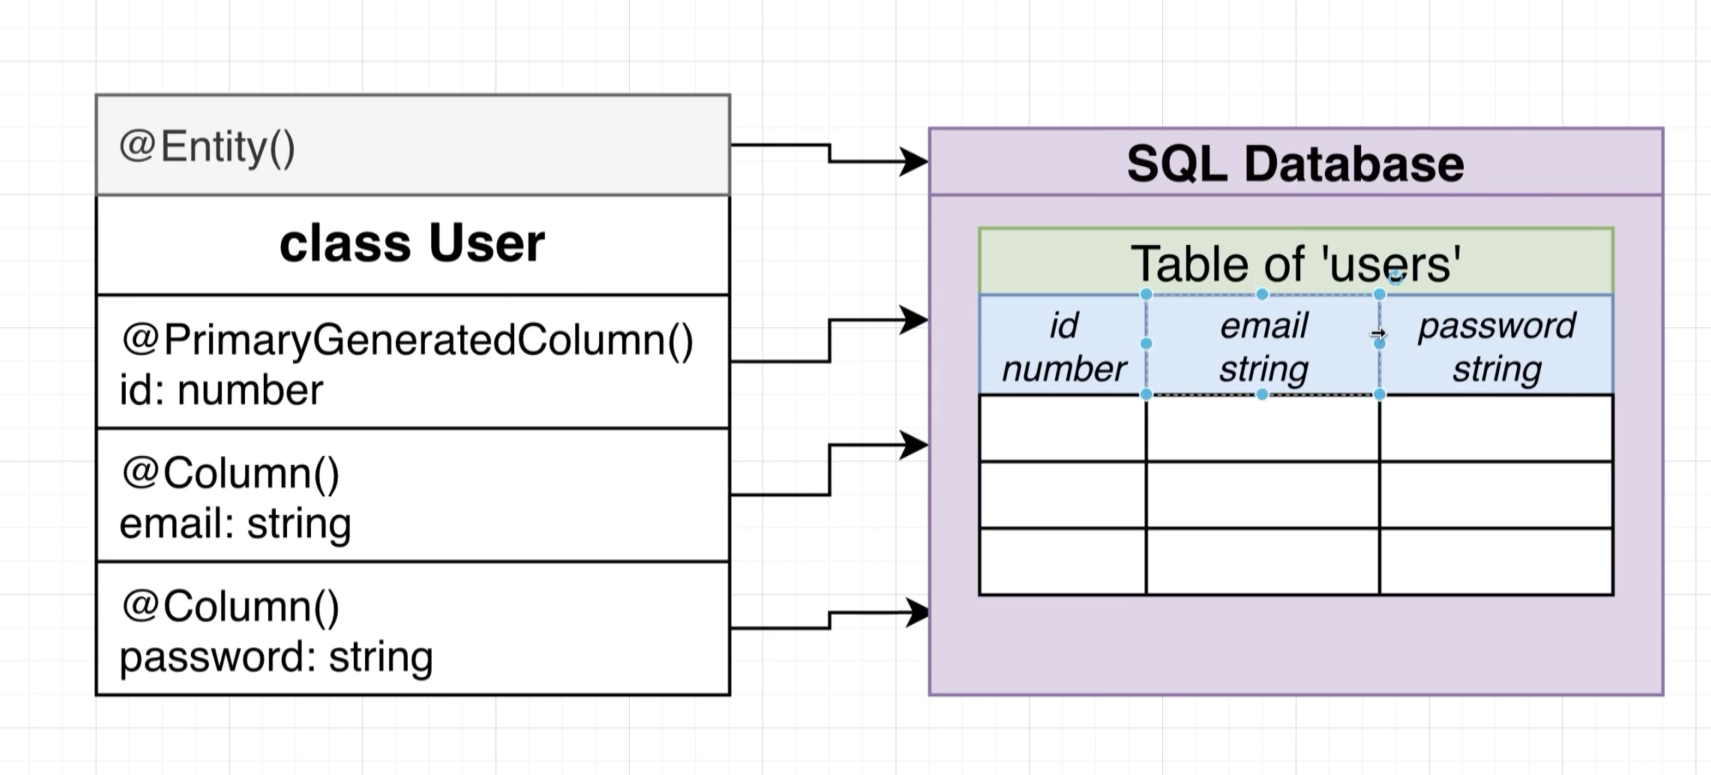 @Entity()
class User
@PrimaryGeneratedColumn()
id: number
@Column()
email: string
@Column()
password: string
SQL Database
Table of 'users'
id
number
email
string
password
string